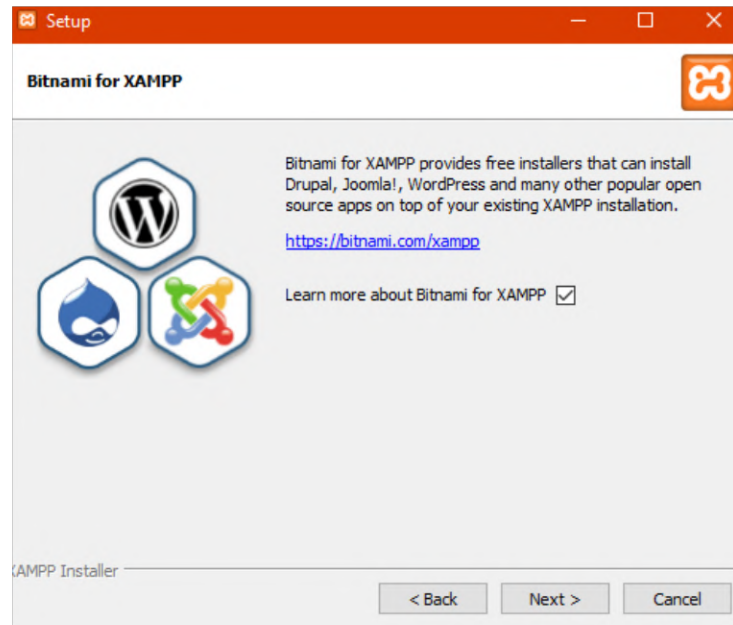 Setup
Bitnami for XAMPP
Bitnami for XAMPP provides free installers that can install
Drupal, Joomla!, WordPress and many other popular open
source apps on top of your existing XAMPP installation.
https://bitnami.com/xampp
Learn more about Bitnami for XAMPP
XAMPP Installer
< Back
Next >
Cancel